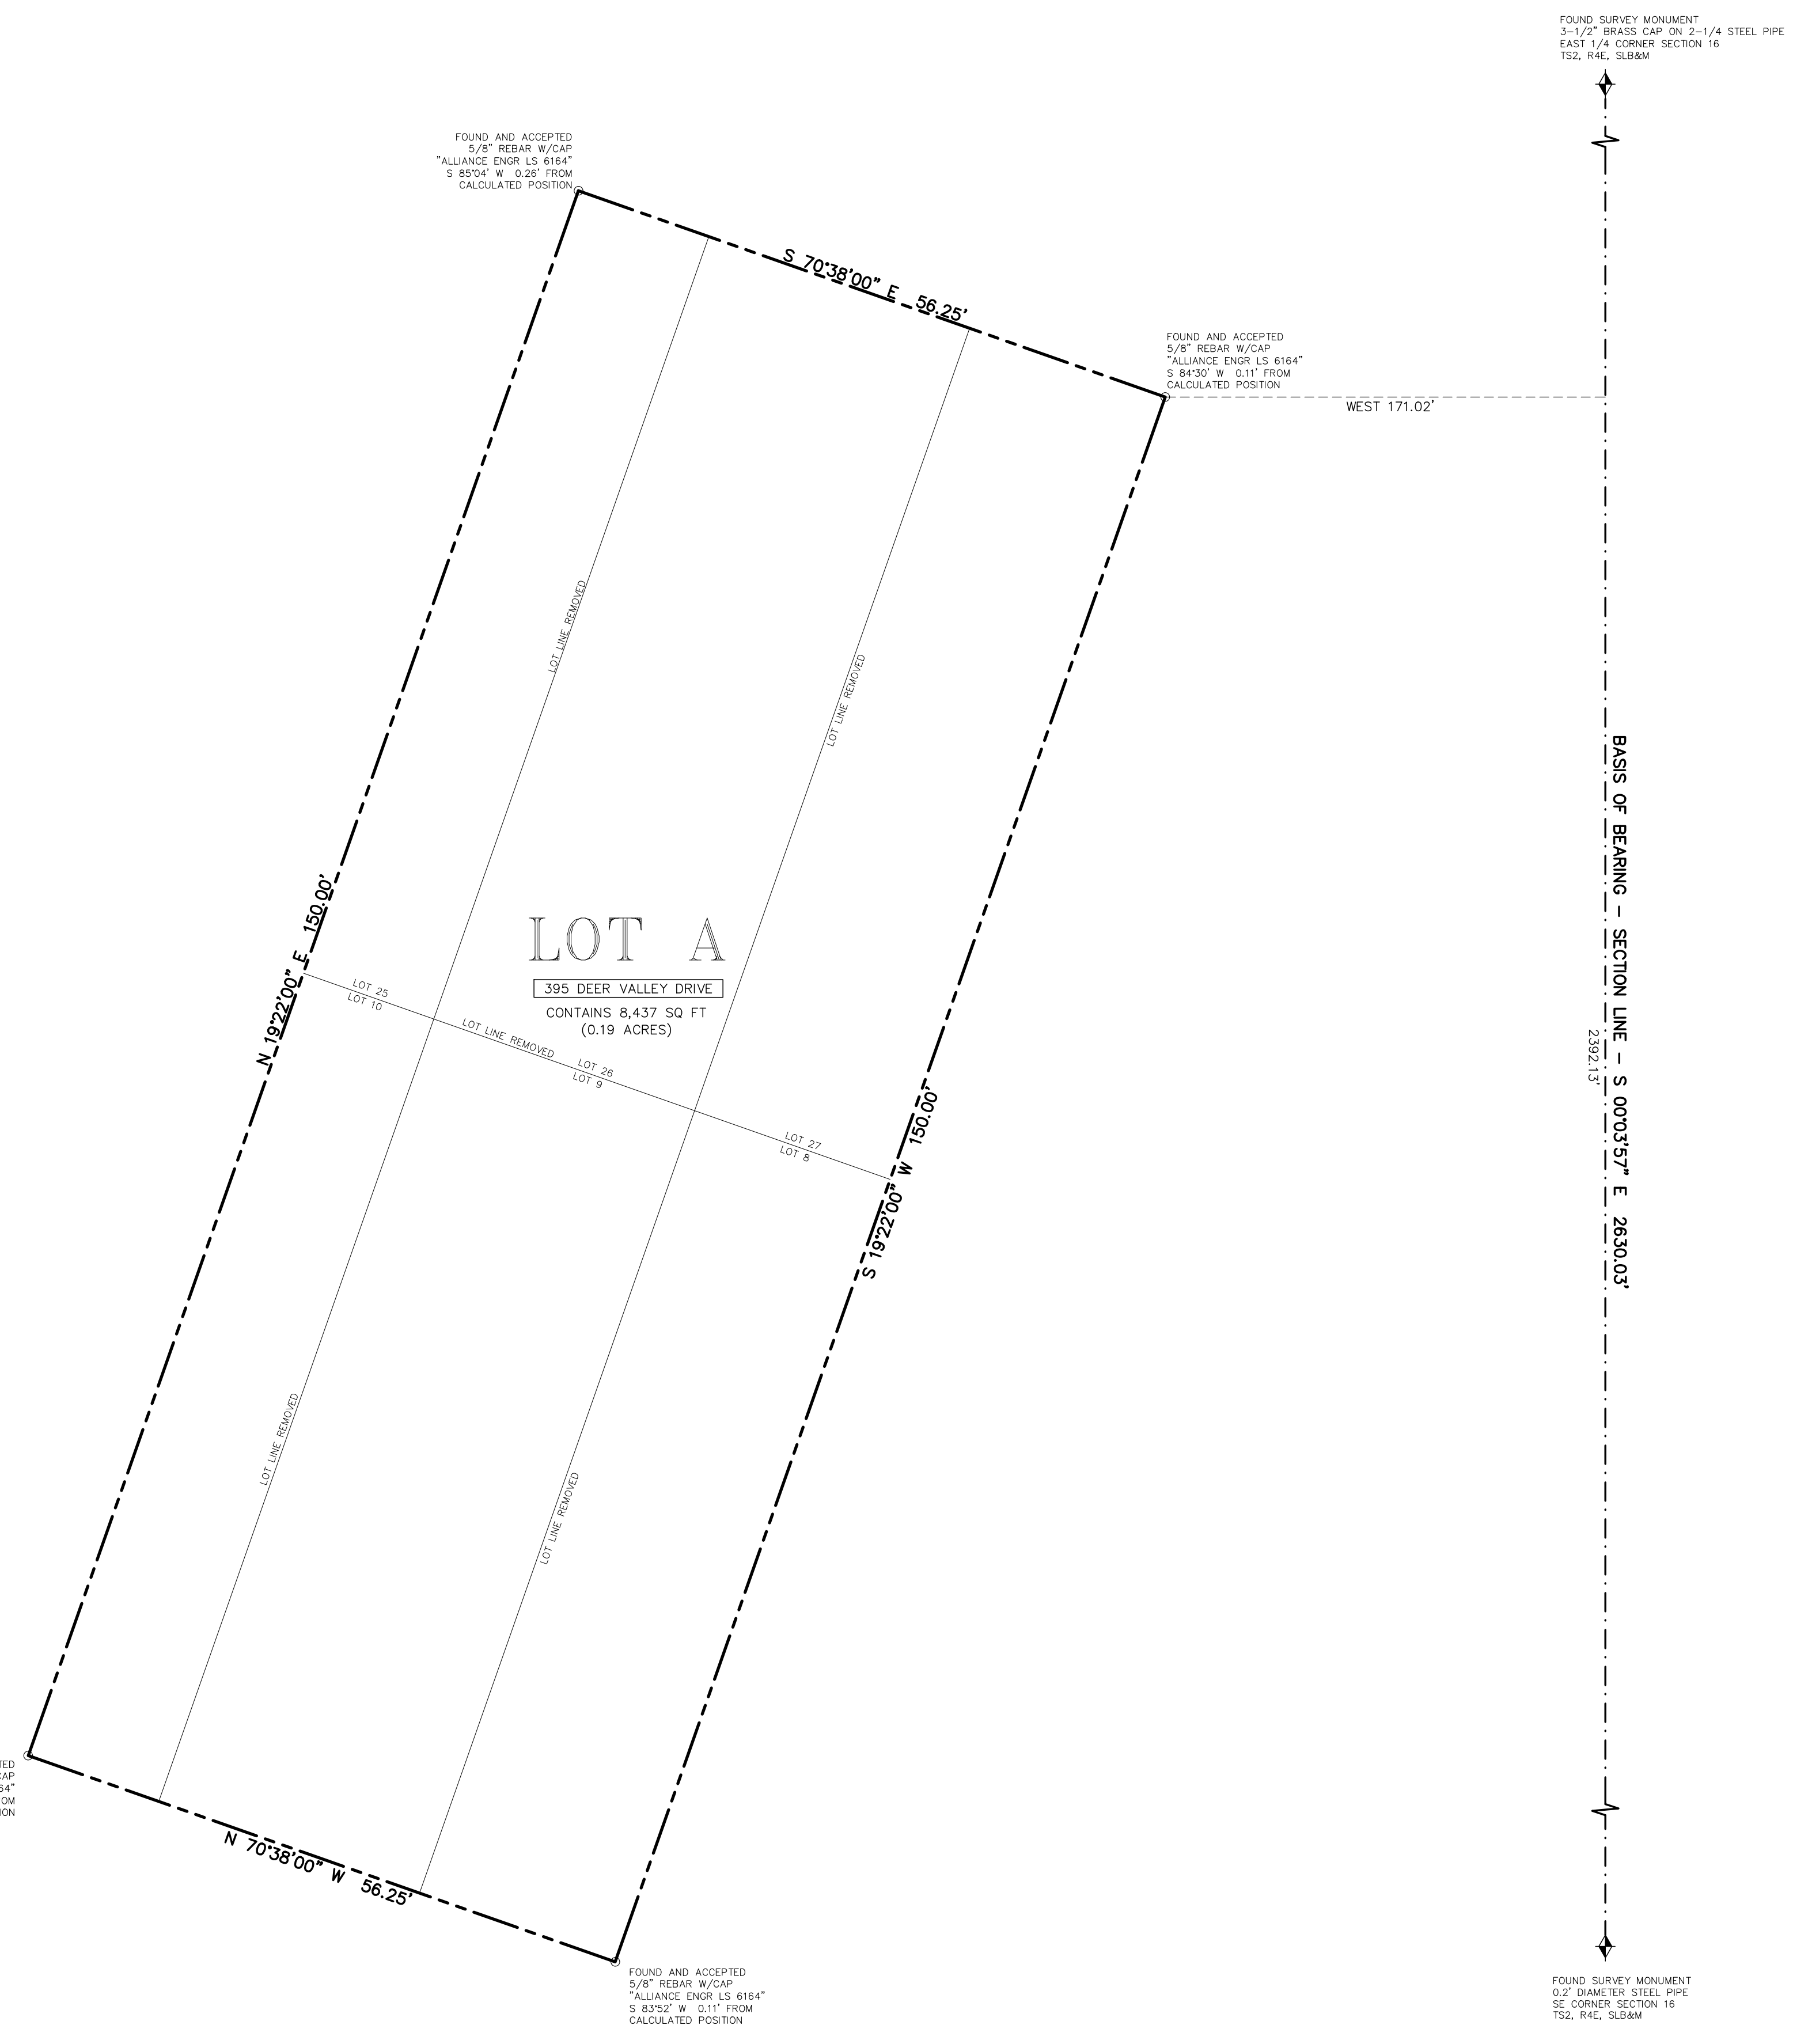 FOUND SURVEY MONUMENT
3-1/2" BRASS CAP ON 2-1/4 STEEL PIPE
EAST 1/4 CORNER SECTION 16
TS2, R4E, SLB&M
FOUND AND ACCEPTED
5/8" REBAR W/CAP
"ALLIANCE ENGR LS 6164"
S 85°04' W 0.26' FROM
CALCULATED POSITION
S 70°38'00" E 56.25'
FOUND AND ACCEPTED
5/8" REBAR W/CAP
"ALLIANCE ENGR LS 6164"
S 84°30' W 0.11' FROM
CALCULATED POSITION
WEST 171.02'
LOT LINE REMOVED
LOT LINE REMOVED
N 19°22'00" E 150.00'
LOT A
395 DEER VALLEY DRIVE
CONTAINS 8,437 SQ FT
(0.19 ACRES)
LOT 25
LOT 10
LOT LINE REMOVED
LOT 26
LOT 9
LOT 27
LOT 8
S 19°22'00" W 150.00'
BASIS OF BEARING - SECTION LINE - S 00°03'57" E 2630.03'
2392.13'
LOT LINE REMOVED
LOT LINE REMOVED
TED
CAP
64"
OM
ION
N 70°38'00" W 56.25'
FOUND AND ACCEPTED
5/8" REBAR W/CAP
"ALLIANCE ENGR LS 6164"
S 83°52' W 0.11' FROM
CALCULATED POSITION
FOUND SURVEY MONUMENT
0.2' DIAMETER STEEL PIPE
SE CORNER SECTION 16
TS2, R4E, SLB&M